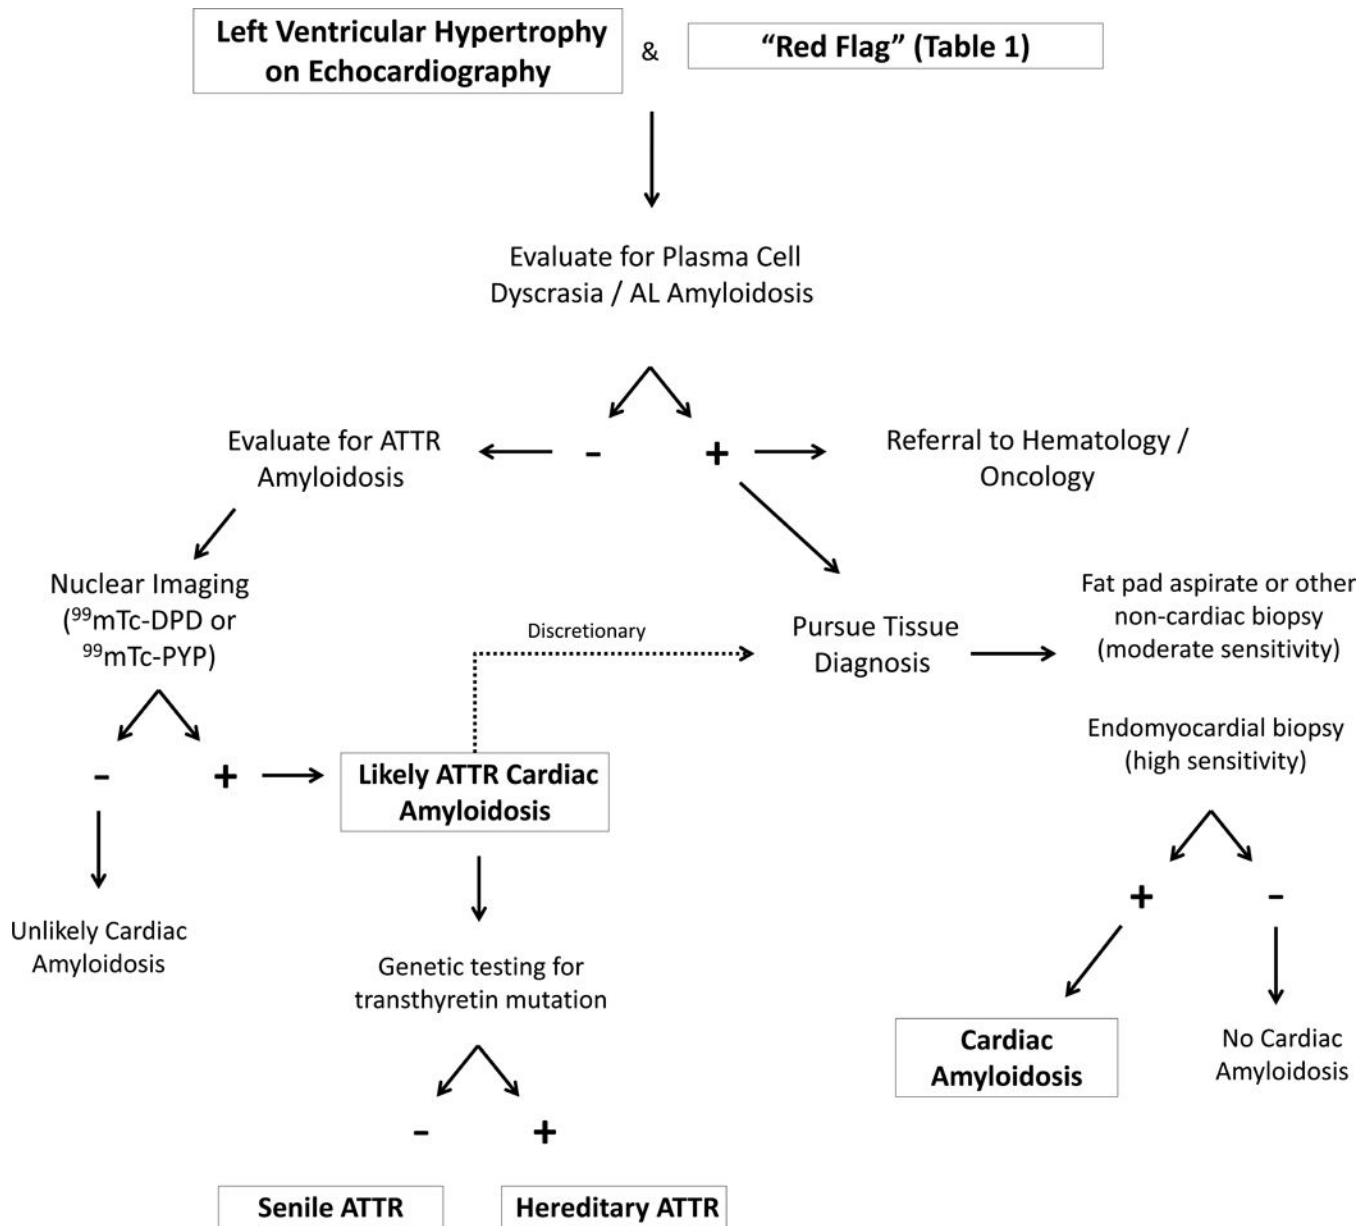 Left Ventricular Hypertrophy
on Echocardiography
&
“Red Flag” (Table 1)
Evaluate for Plasma Cell
Dyscrasia / AL Amyloidosis
Evaluate for ATTR
Amyloidosis
-
+
Referral to Hematology /
Oncology
Nuclear Imaging
(⁹⁹mTc-DPD or
⁹⁹mTc-PYP)
Discretionary
Pursue Tissue
Diagnosis
Fat pad aspirate or other
non-cardiac biopsy
(moderate sensitivity)
Endomyocardial biopsy
(high sensitivity)
-
+
Likely ATTR Cardiac
Amyloidosis
+
-
Unlikely Cardiac
Amyloidosis
Genetic testing for
transthyretin mutation
Cardiac
Amyloidosis
No Cardiac
Amyloidosis
-
+
Senile ATTR
Hereditary ATTR